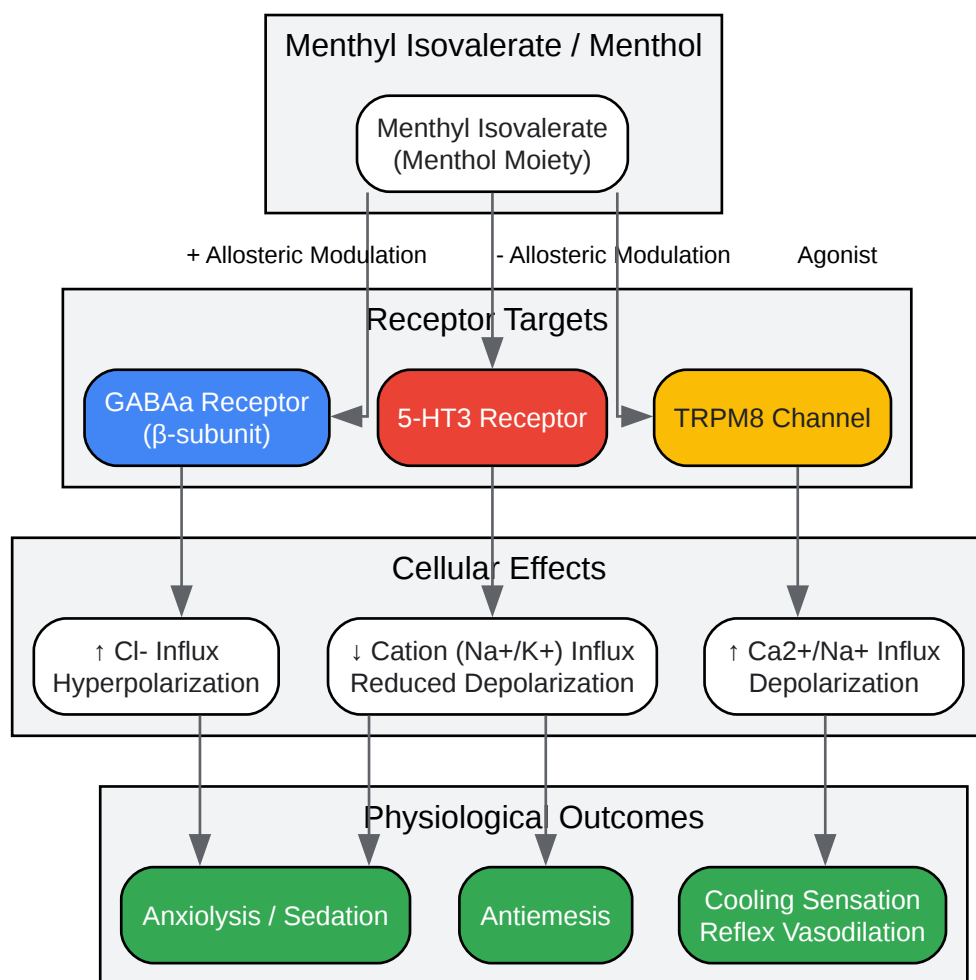 Menthyl Isovalerate / Menthol
Menthyl Isovalerate
(Menthol Moiety)
+ Allosteric Modulation
- Allosteric Modulation
Agonist
Receptor Targets
GABAa Receptor
(β-subunit)
5-HT3 Receptor
TRPM8 Channel
Cellular Effects
↑ Cl- Influx
Hyperpolarization
↓ Cation (Na+/K+) Influx
Reduced Depolarization
↑ Ca2+/Na+ Influx
Depolarization
Physiological Outcomes
Anxiolysis / Sedation
Antiemesis
Cooling Sensation
Reflex Vasodilation